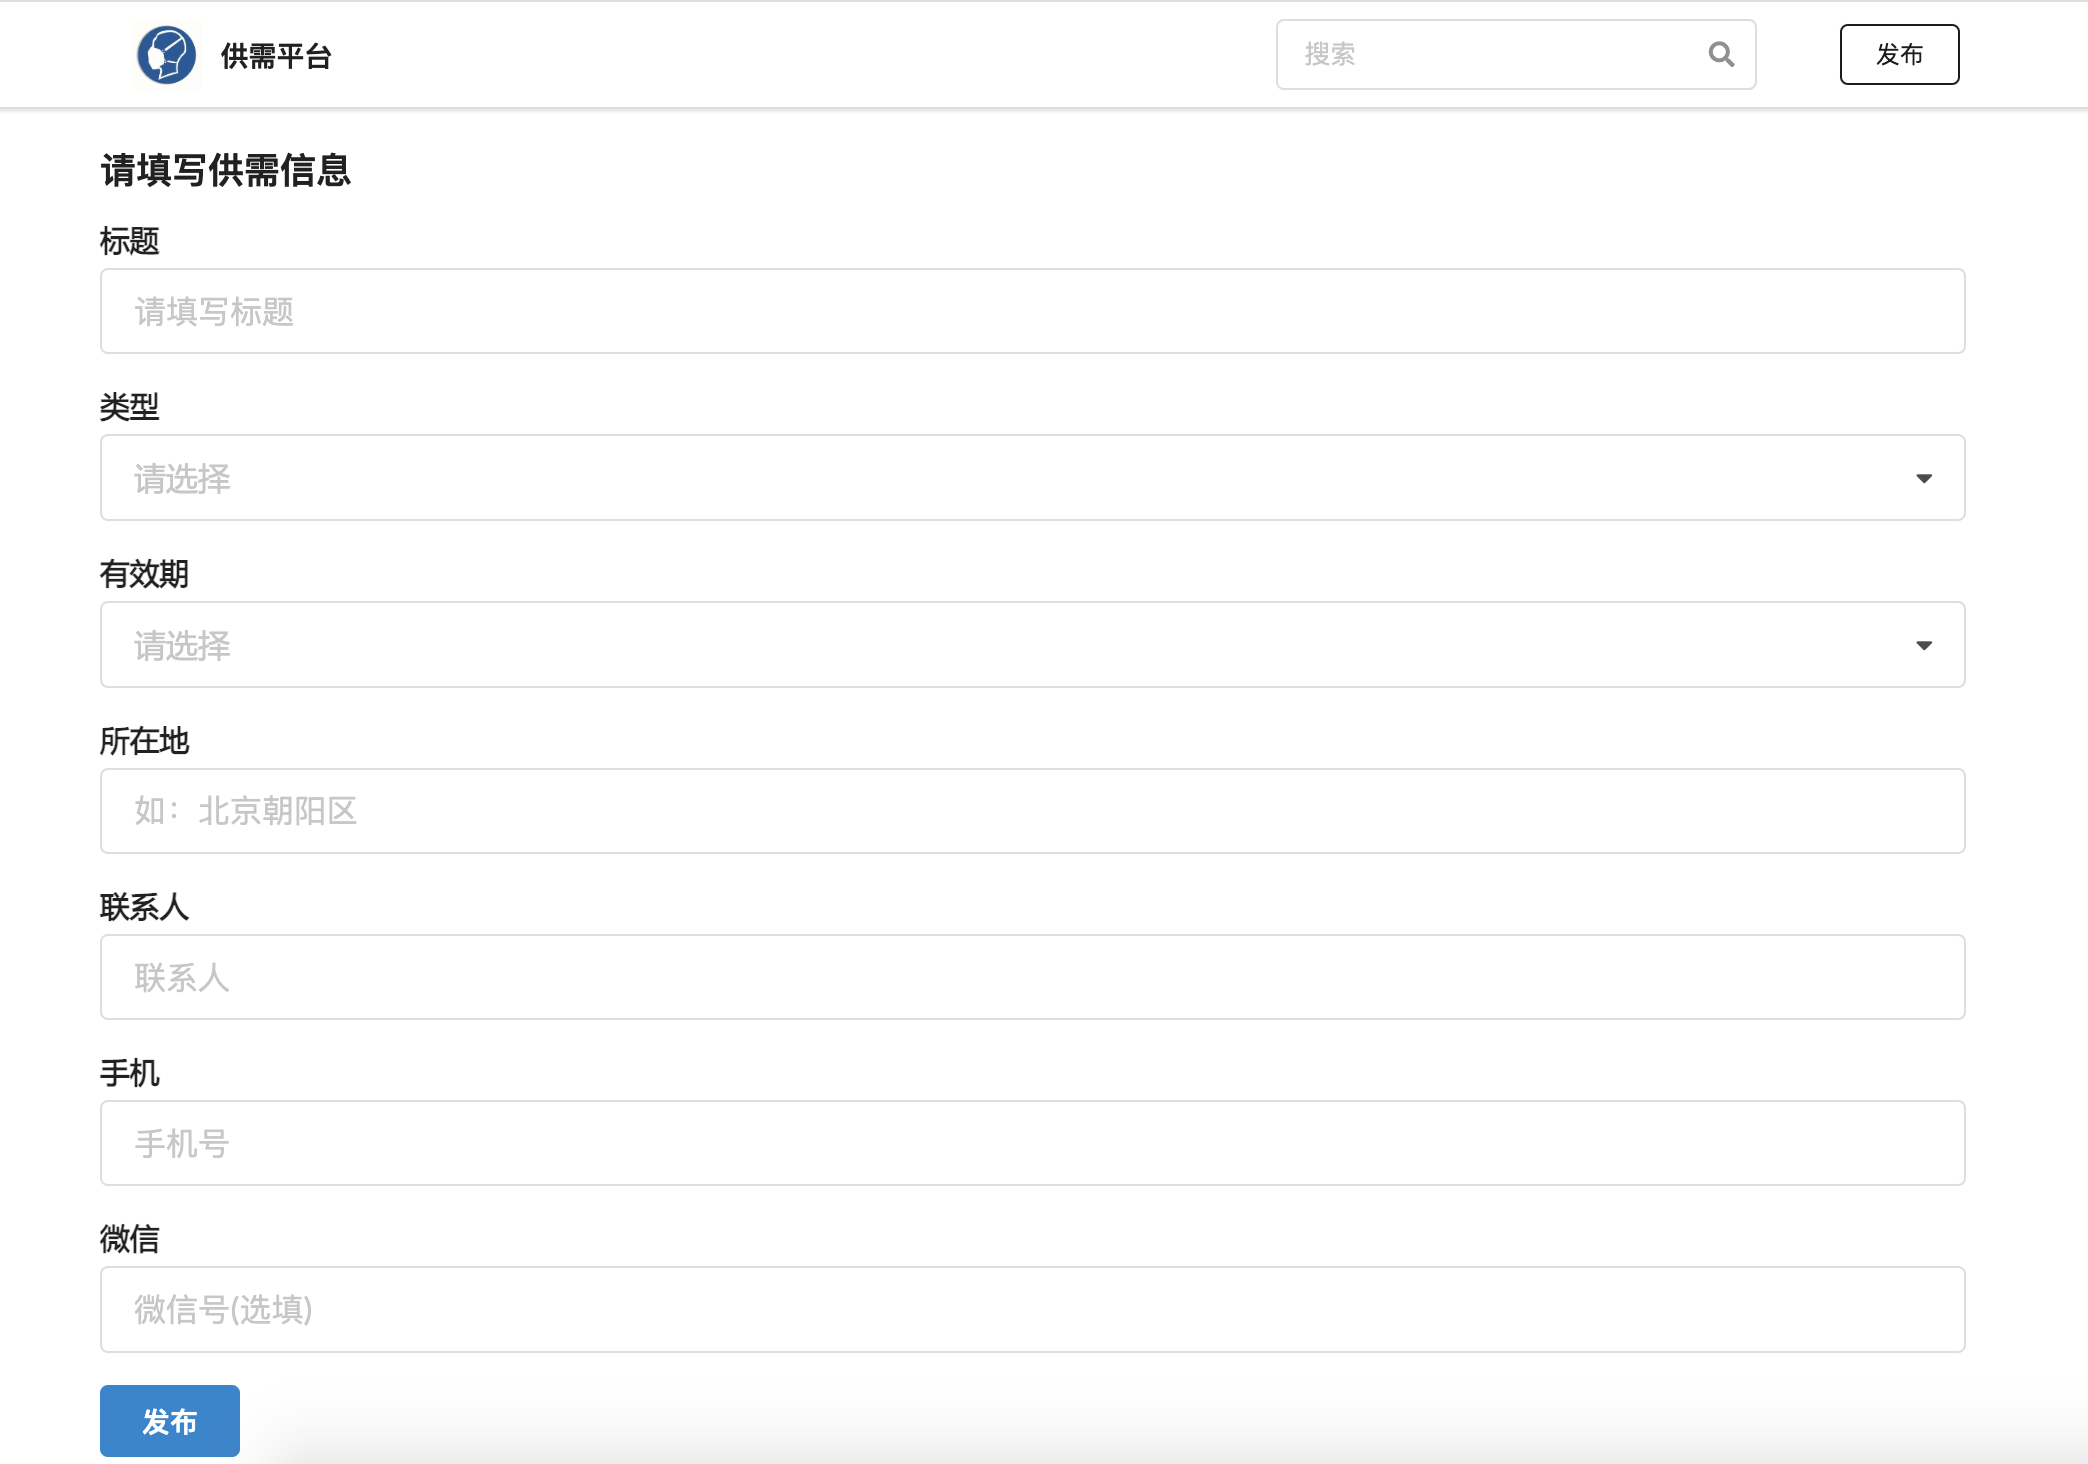 供需平台
搜索
发布
请填写供需信息
标题
请填写标题
类型
请选择
有效期
请选择
所在地
如：北京朝阳区
联系人
联系人
手机
手机号
微信
微信号(选填)
发布